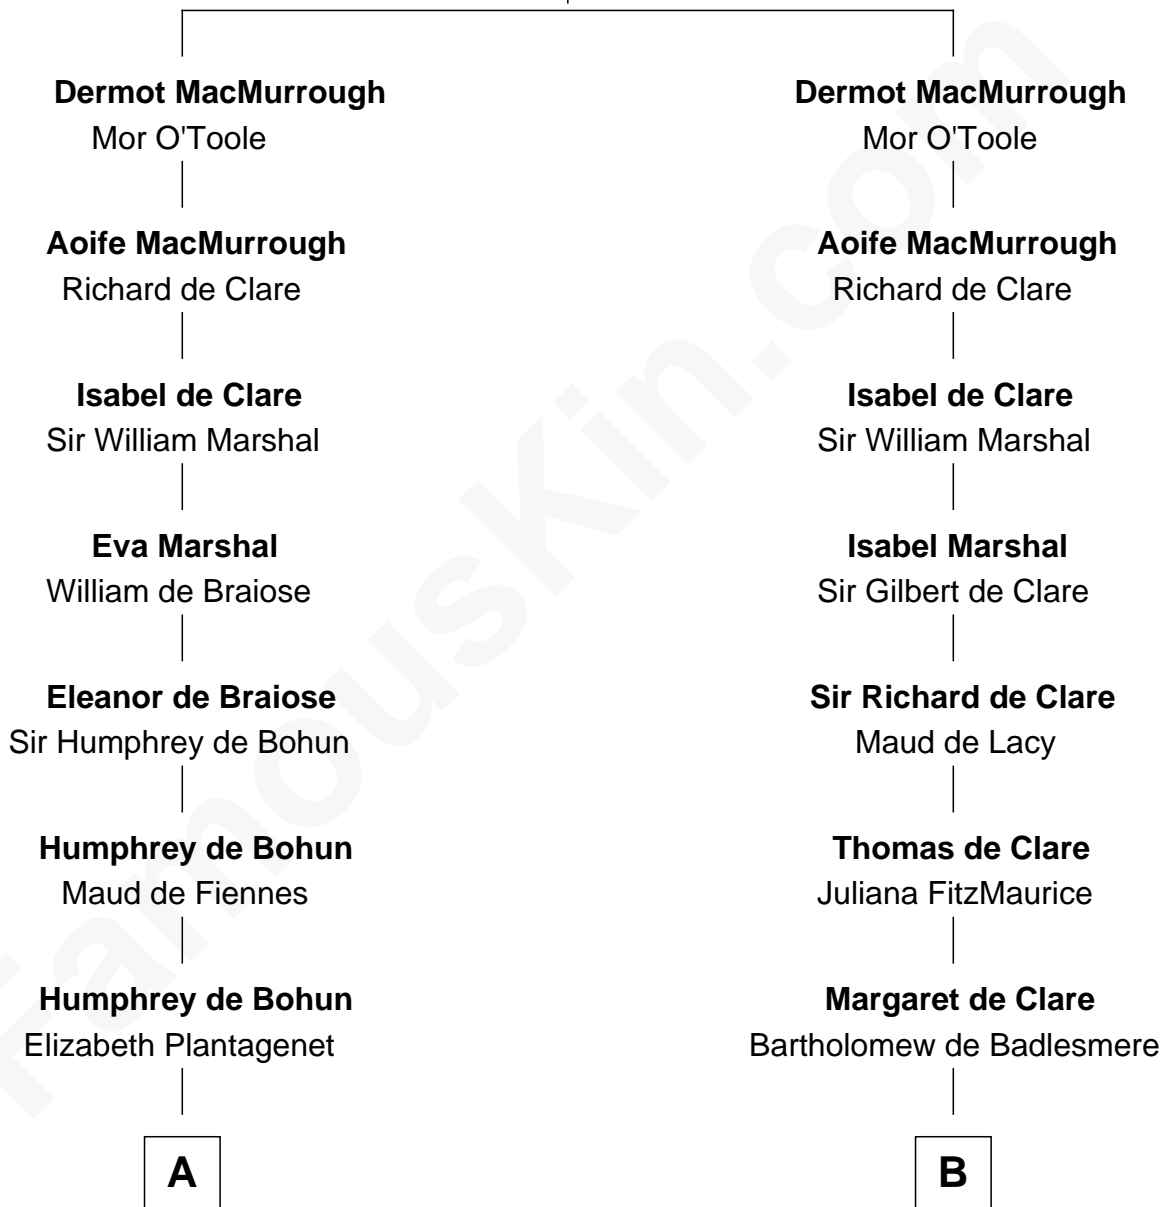 Dermot MacMurrough
Mor O'Toole
Aoife MacMurrough
Richard de Clare
Isabel de Clare
Sir William Marshal
Eva Marshal
William de Braiose
Eleanor de Braiose
Sir Humphrey de Bohun
Humphrey de Bohun
Maud de Fiennes
Humphrey de Bohun
Elizabeth Plantagenet
A
Dermot MacMurrough
Mor O'Toole
Aoife MacMurrough
Richard de Clare
Isabel de Clare
Sir William Marshal
Isabel Marshal
Sir Gilbert de Clare
Sir Richard de Clare
Maud de Lacy
Thomas de Clare
Juliana FitzMaurice
Margaret de Clare
Bartholomew de Badlesmere
B
FamousKin.com